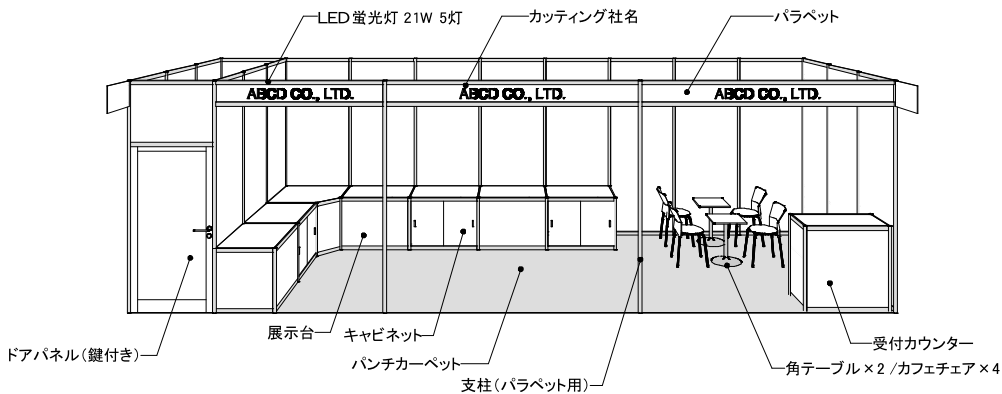 LED蛍光灯 21W 5灯
カッティング社名
パラペット
ABCD CO., LTD.
ABCD CO., LTD.
ABCD CO., LTD.
展示台
キャビネット
ドアパネル(鍵付き)
パンチカーペット
支柱(パラペット用)
受付カウンター
角テーブル×2 /カフェチェア×4